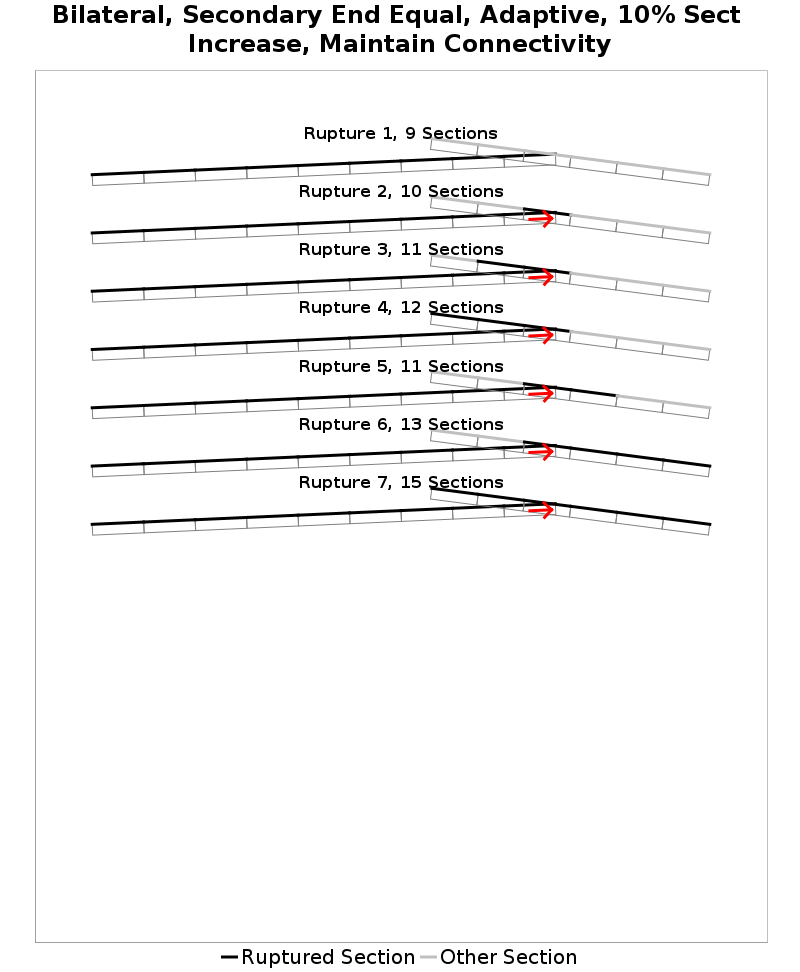 Bilateral, Secondary End Equal, Adaptive, 10% Sect
Increase, Maintain Connectivity
Rupture 1, 9 Sections
Rupture 2, 10 Sections
Rupture 3, 11 Sections
Rupture 4, 12 Sections
Rupture 5, 11 Sections
Rupture 6, 13 Sections
Rupture 7, 15 Sections
Ruptured Section Other Section